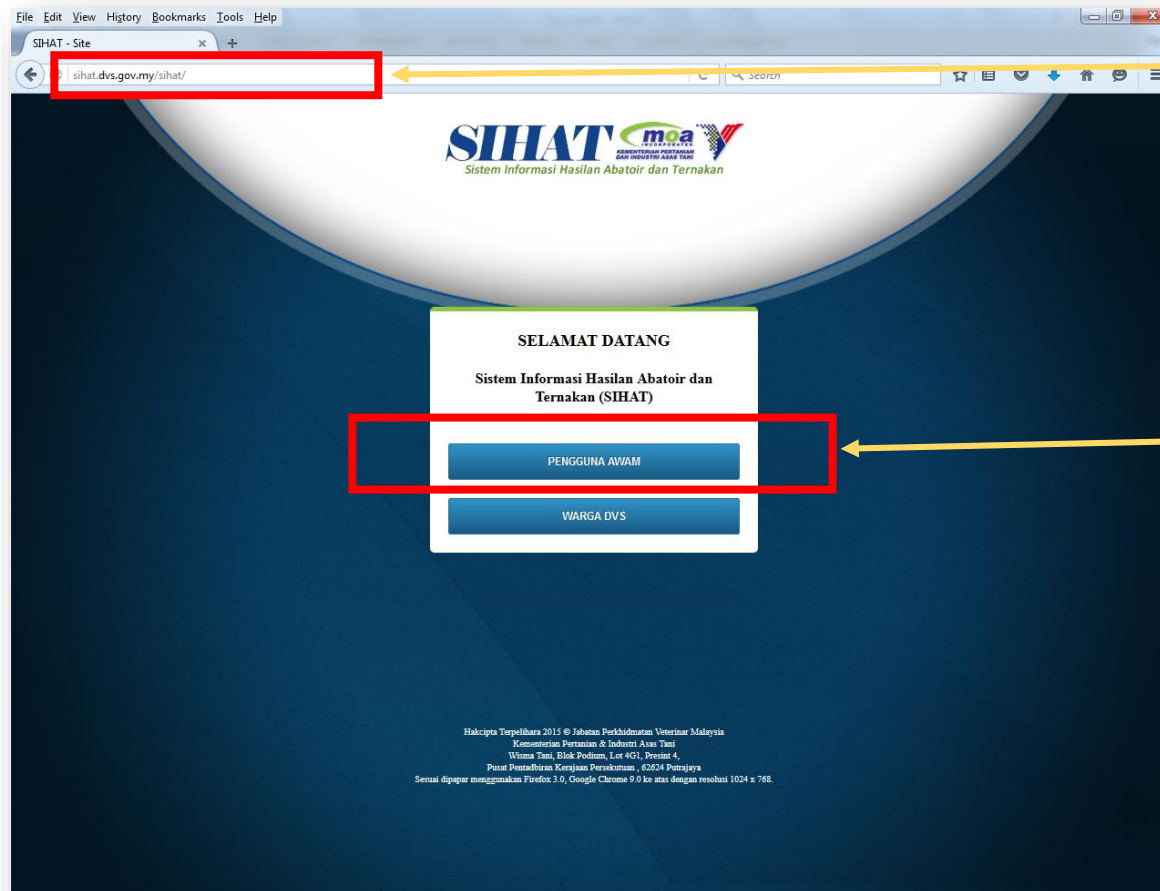 File Edit View History Bookmarks Tools Help
SIHAT - Site
sihat.dvs.gov.my/sihat/
Search
SIHAT moa
INCORPORATED
KEMENTERIAN PERTANIAN
DAN INDUSTRI ASAS TANI
Sistem Informasi Hasilan Abatoir dan Ternakan
SELAMAT DATANG
Sistem Informasi Hasilan Abatoir dan
Ternakan (SIHAT)
PENGGUNA AWAM
WARGA DVS
Hakcipta Terpelihara 2015 © Jabatan Perkhidmatan Veterinar Malaysia
Kementerian Pertanian & Industri Asas Tani
Wisma Tani, Blok Podium, Lot 4G1, Presint 4,
Pusat Pentadbiran Kerajaan Persekutuan , 62624 Putrajaya
Sesuai dipapar menggunakan Firefox 3.0, Google Chrome 9.0 ke atas dengan resolusi 1024 x 768.